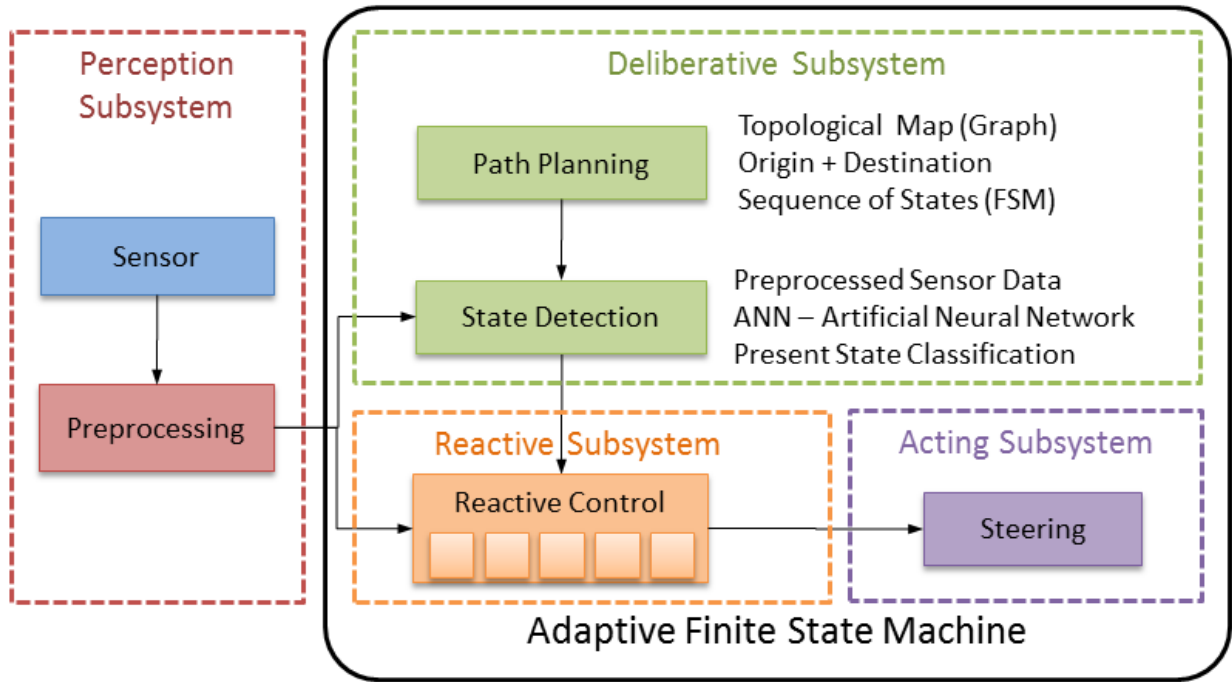 Perception
Subsystem
Sensor
Preprocessing
Deliberative Subsystem
Path Planning
Topological Map (Graph)
Origin + Destination
Sequence of States (FSM)
State Detection
Preprocessed Sensor Data
ANN – Artificial Neural Network
Present State Classification
Reactive Subsystem
Reactive Control
Acting Subsystem
Steering
Adaptive Finite State Machine